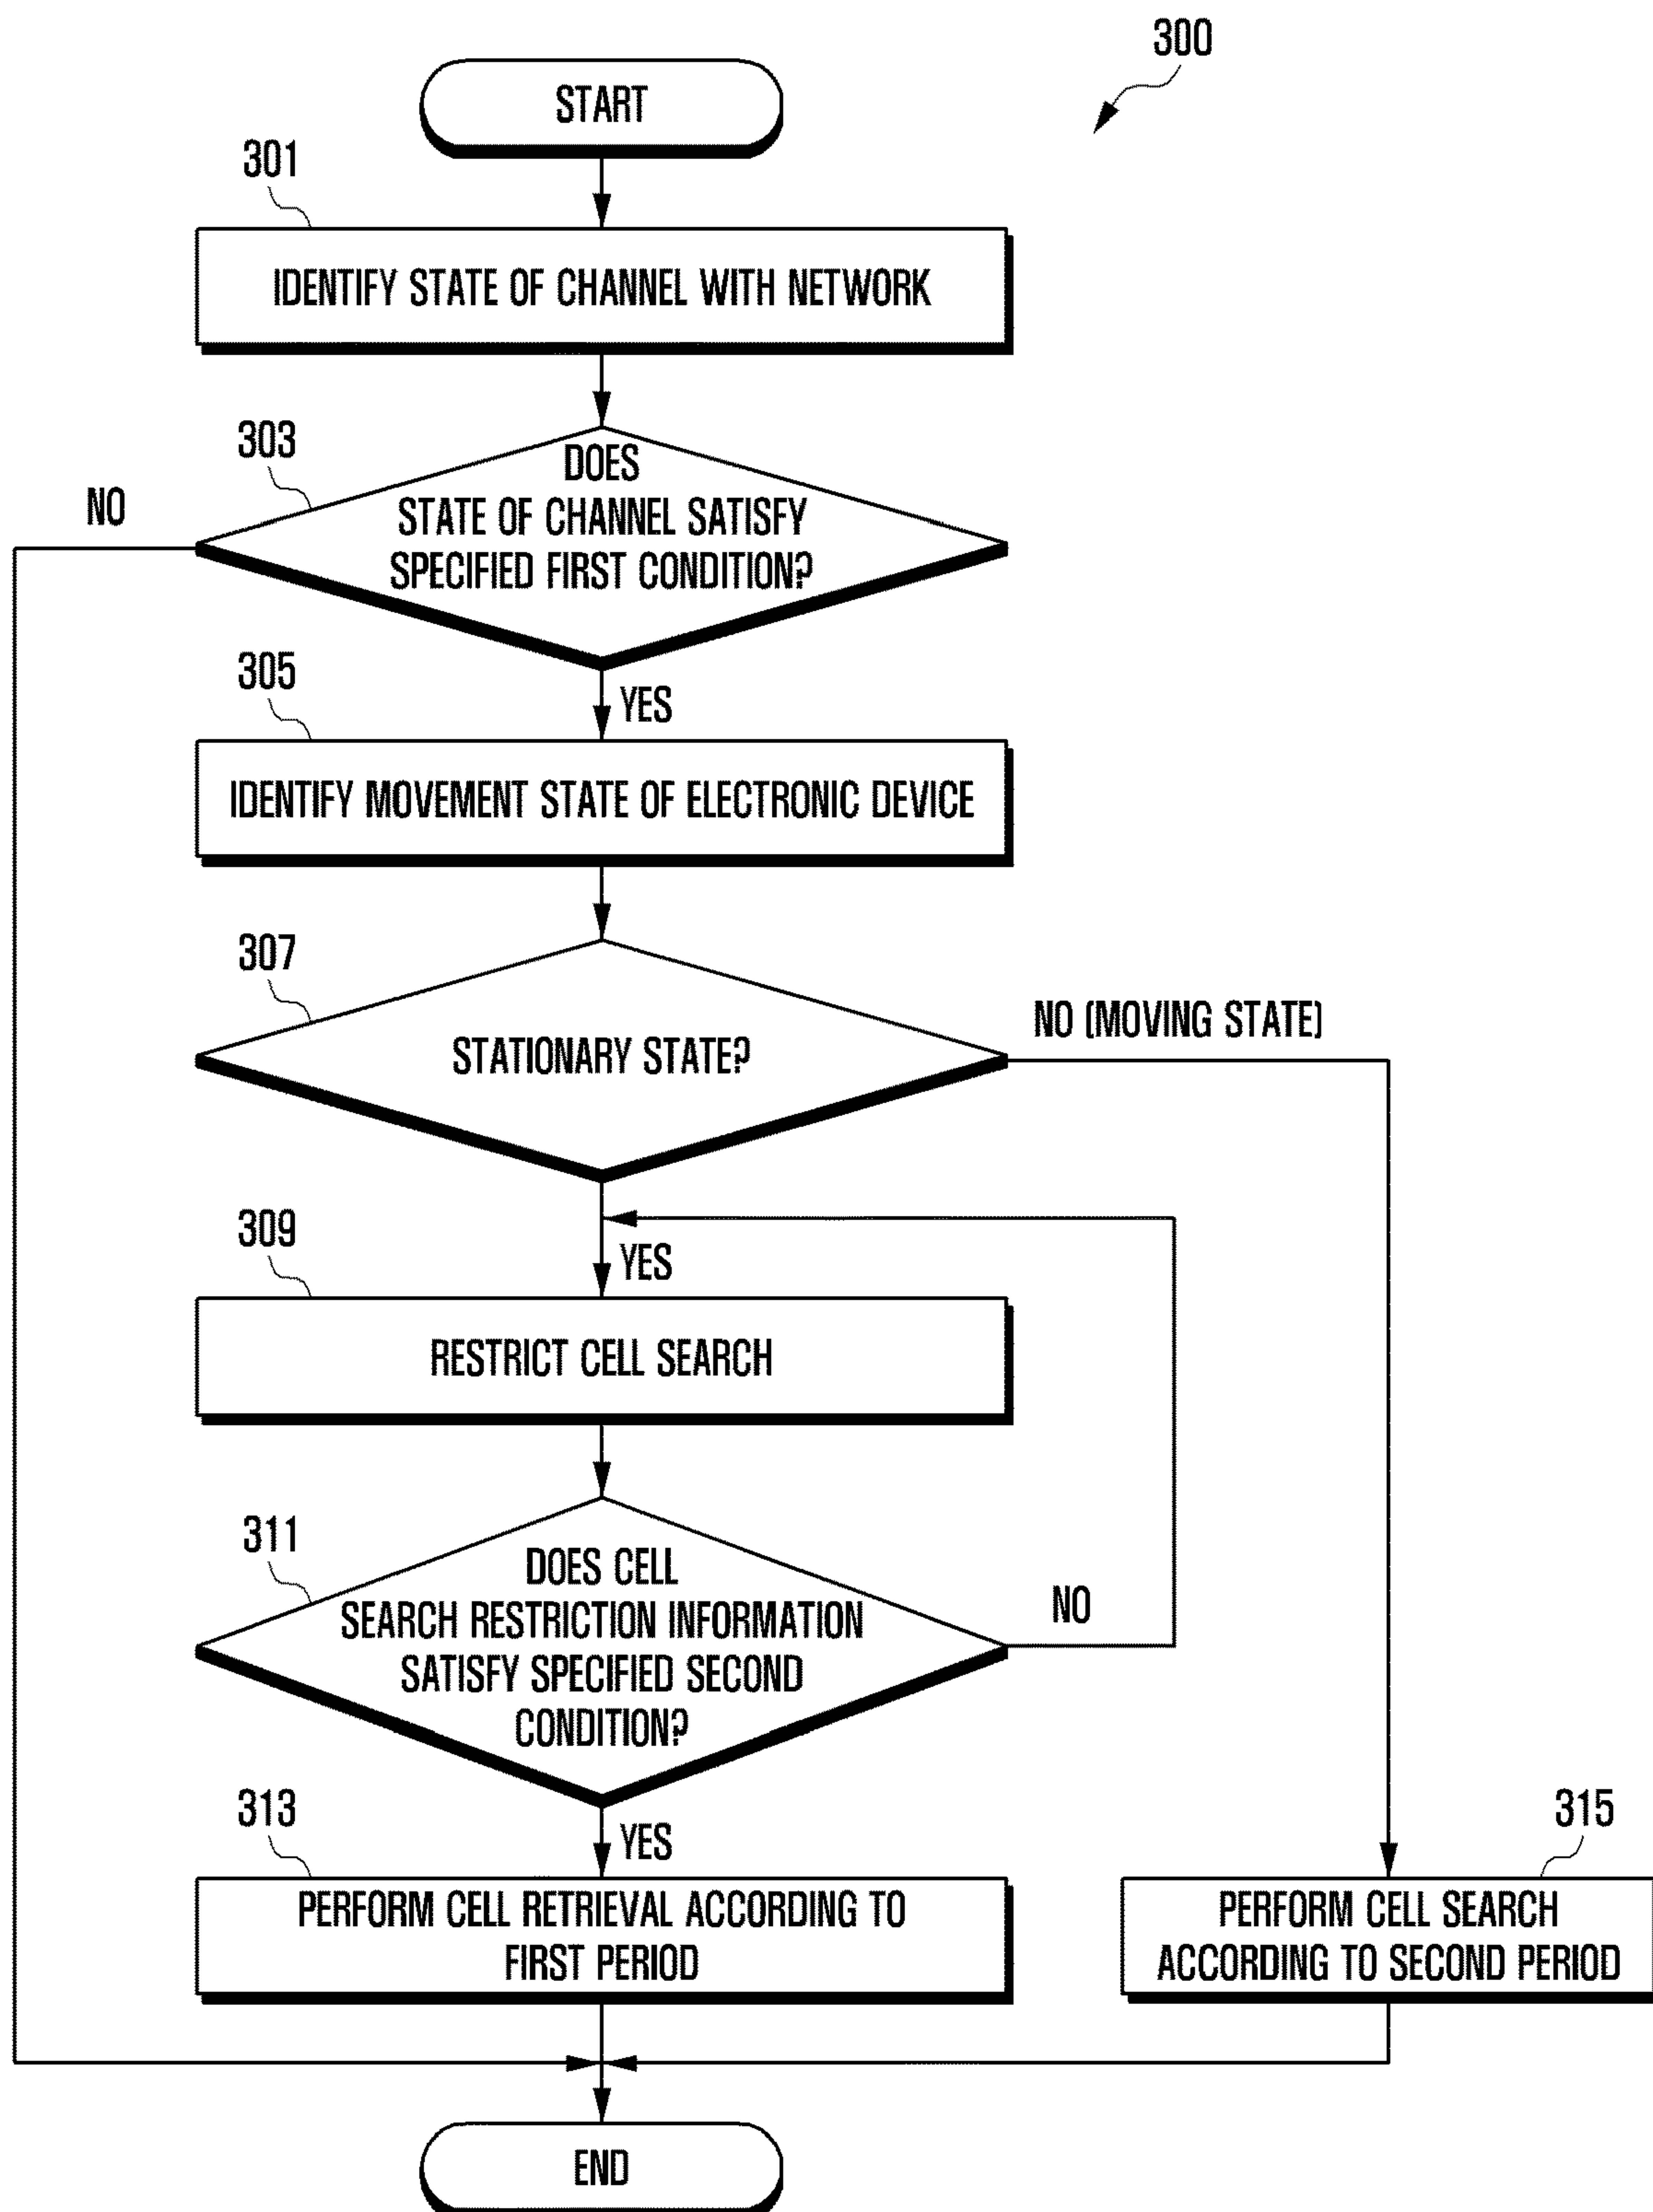 300
START
301
IDENTIFY STATE OF CHANNEL WITH NETWORK
303
DOES
STATE OF CHANNEL SATISFY
SPECIFIED FIRST CONDITION?
NO
YES
305
IDENTIFY MOVEMENT STATE OF ELECTRONIC DEVICE
307
STATIONARY STATE?
NO (MOVING STATE)
YES
309
RESTRICT CELL SEARCH
311
DOES CELL
SEARCH RESTRICTION INFORMATION
SATISFY SPECIFIED SECOND
CONDITION?
NO
YES
313
PERFORM CELL RETRIEVAL ACCORDING TO
FIRST PERIOD
315
PERFORM CELL SEARCH
ACCORDING TO SECOND PERIOD
END